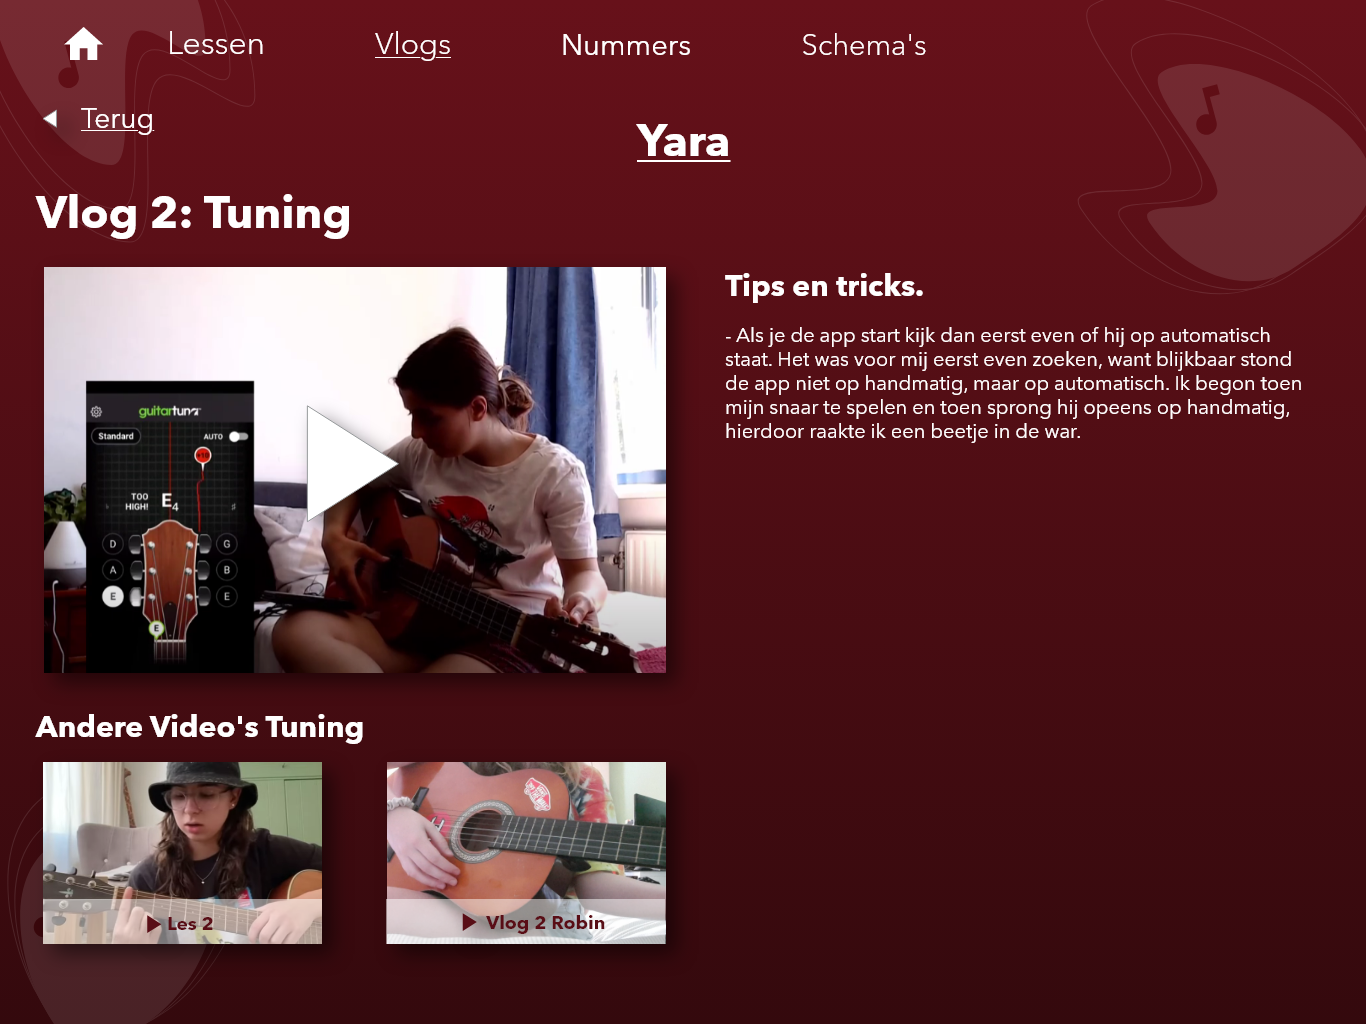 Lessen
Vlogs
Nummers
Schema's
Terug
Yara
Vlog 2: Tuning
guitartuna
Standard
AUTO
TOO
HIGH!
E4
D
G
A
B
E
E
E
Tips en tricks.
- Als je de app start kijk dan eerst even of hij op automatisch
staat. Het was voor mij eerst even zoeken, want blijkbaar stond
de app niet op handmatig, maar op automatisch. Ik begon toen
mijn snaar te spelen en toen sprong hij opeens op handmatig,
hierdoor raakte ik een beetje in de war.
Andere Video's Tuning
Les 2
Vlog 2 Robin